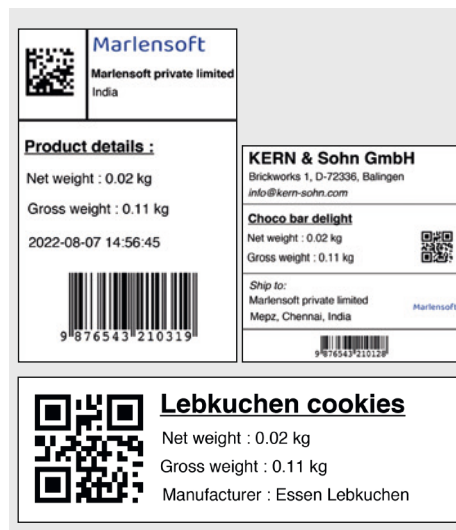 Marlensoft
Marlensoft private limited
India
Product details :
Net weight : 0.02 kg
Gross weight : 0.11 kg
2022-08-07 14:56:45
9 876543 210319
KERN & Sohn GmbH
Brickworks 1, D-72336, Balingen
info@kern-sohn.com
Choco bar delight
Net weight : 0.02 kg
Gross weight : 0.11 kg
Ship to:
Marlensoft private limited
Mepz, Chennai, India
Marlensoft
9 876543 210128
Lebkuchen cookies
Net weight : 0.02 kg
Gross weight : 0.11 kg
Manufacturer : Essen Lebkuchen